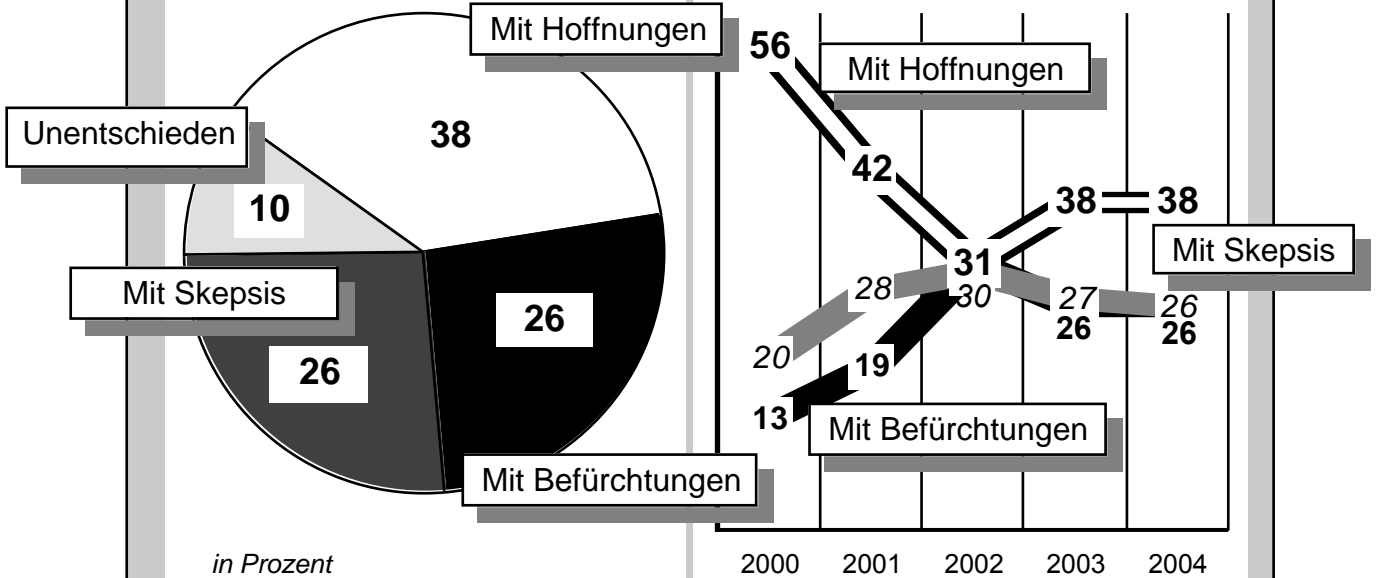 Mit Hoffnungen
38
Unentschieden
10
Mit Skepsis
26
26
Mit Befürchtungen
in Prozent
56
Mit Hoffnungen
42
38
38
31
Mit Skepsis
28
30
27
26
26
26
20
19
13
Mit Befürchtungen
2000 2001 2002 2003 2004